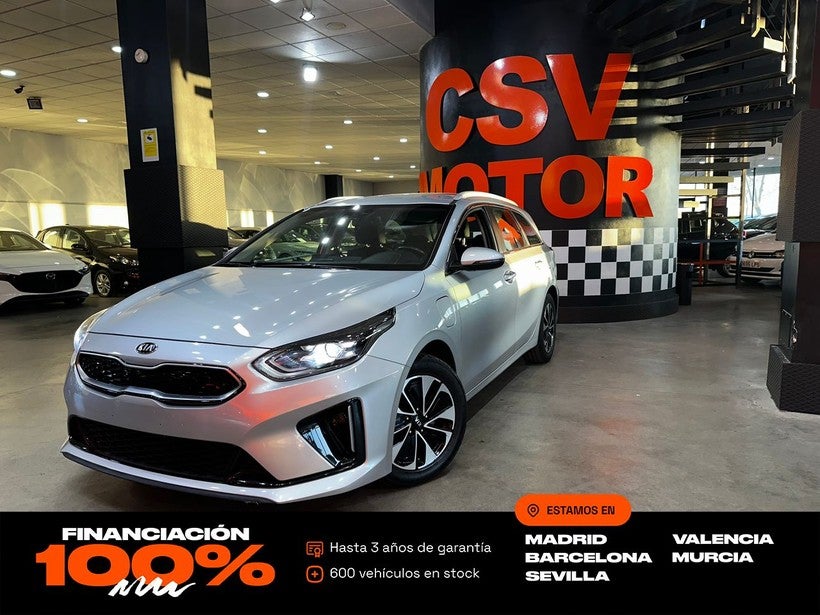 CSV
MOTOR
KIA
FINANCIACIÓN
100%
Hasta 3 años de garantía
600 vehículos en stock
ESTAMOS EN
MADRID
BARCELONA
SEVILLA
VALENCIA
MURCIA